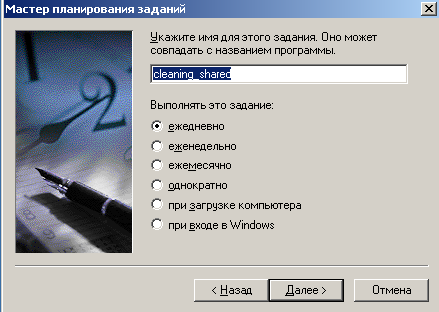 Мастер планирования заданий
Укажите имя для этого задания. Оно может
совпадать с названием программы.
cleaning_shared
Выполнять это задание:
ежедневно
еженедельно
ежемесячно
однократно
при загрузке компьютера
при входе в Windows
< Назад
Далее >
Отмена